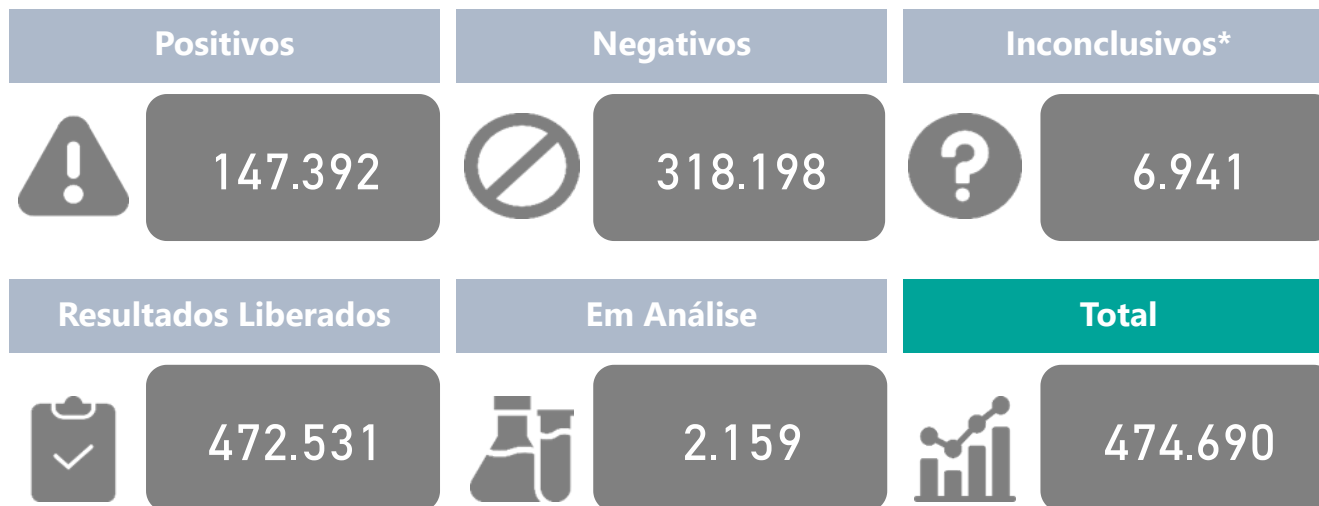 Positivos
Negativos
Inconclusivos*
147.392
318.198
6.941
Resultados Liberados
Em Análise
Total
472.531
2.159
474.690